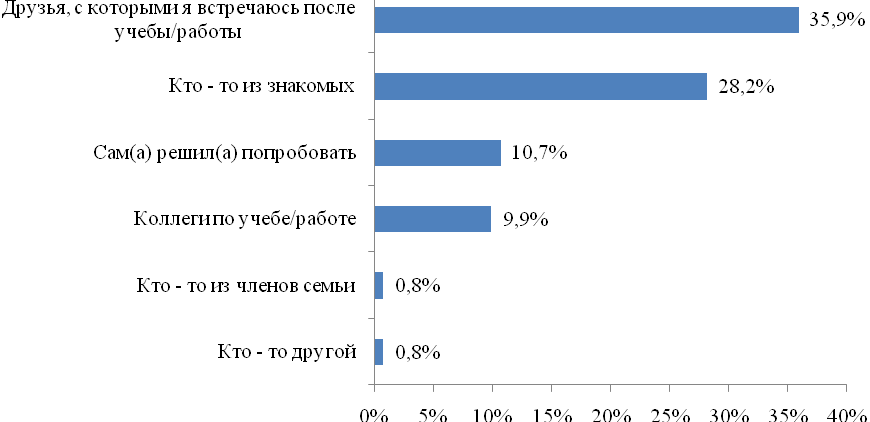 Друзья, с которыми я встречаюсь после
учебы/работы
35,9%
Кто - то из знакомых
28,2%
Сам(а) решил(а) попробовать
10,7%
Коллеги по учебе/работе
9,9%
Кто - то из членов семьи
0,8%
Кто - то другой
0,8%
0% 5% 10% 15% 20% 25% 30% 35% 40%